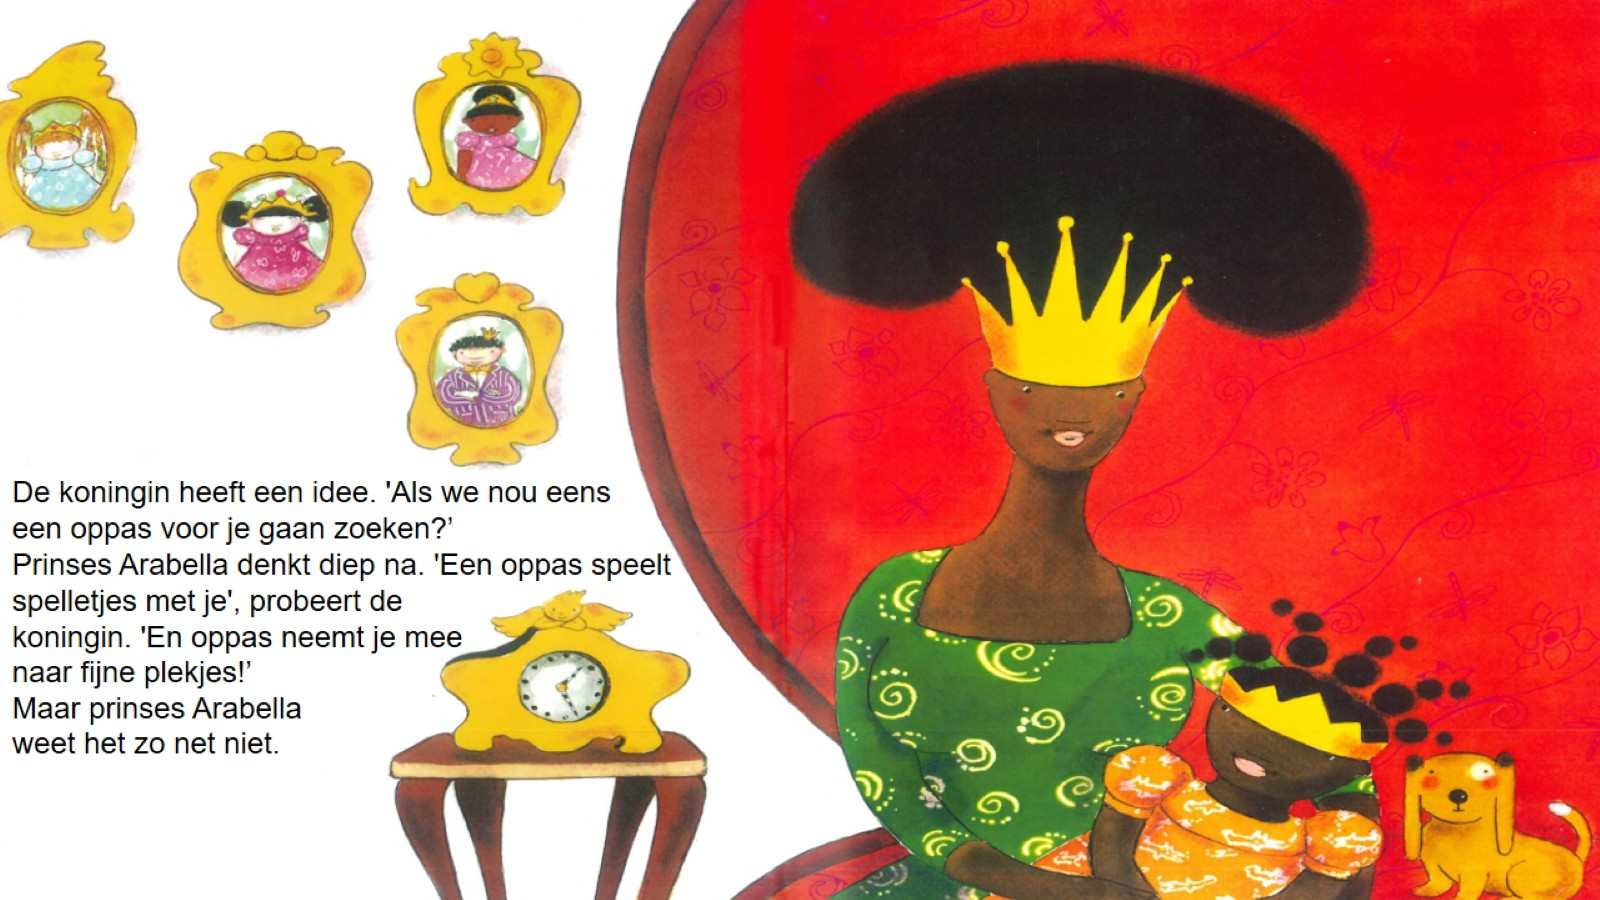 De koningin heeft een idee. 'Als we nou eens
een oppas voor je gaan zoeken?’
Prinses Arabella denkt diep na. 'Een oppas speelt
spelletjes met je', probeert de
koningin. 'En oppas neemt je mee
naar fijne plekjes!’
Maar prinses Arabella
weet het zo net niet.